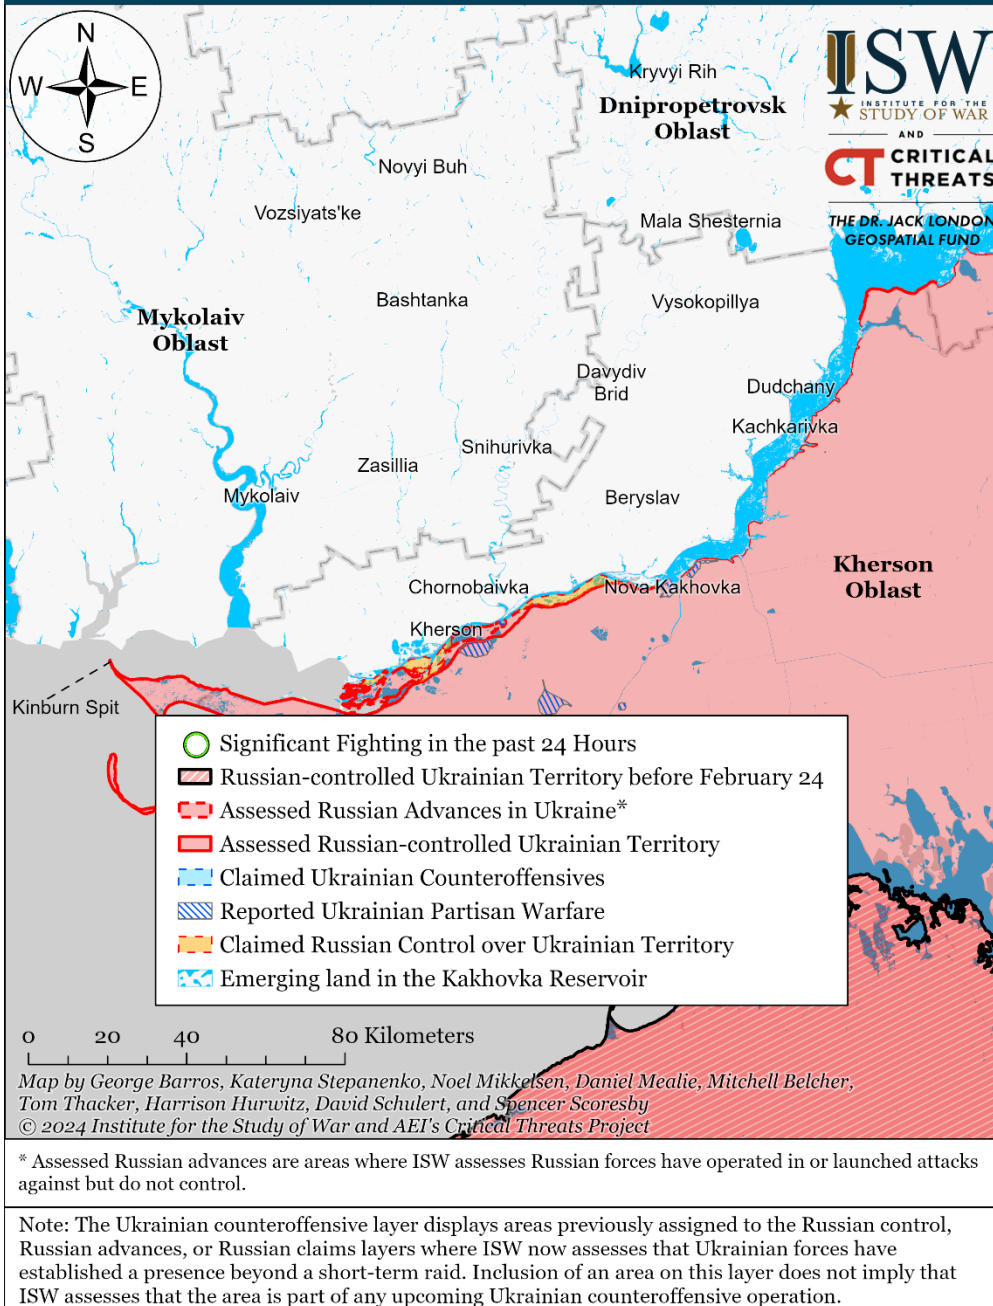 N
W
E
S
ISW
INSTITUTE FOR THE
STUDY OF WAR
AND
CT CRITICAL
THREATS
THE DR. JACK LONDON
GEOSPATIAL FUND
Kryvyi Rih
Dnipropetrovsk
Oblast
Novyi Buh
Vozsiyats'ke
Mala Shesternia
Bashtanka
Vysokopillya
Mykolaiv
Oblast
Davydiv
Brid
Dudchany
Kachkarivka
Snihurivka
Zasillia
Mykolaiv
Beryslav
Kherson
Oblast
Chornobaivka
Nova Kakhovka
Kherson
Kinburn Spit
Significant Fighting in the past 24 Hours
Russian-controlled Ukrainian Territory before February 24
Assessed Russian Advances in Ukraine*
Assessed Russian-controlled Ukrainian Territory
Claimed Ukrainian Counteroffensives
Reported Ukrainian Partisan Warfare
Claimed Russian Control over Ukrainian Territory
Emerging land in the Kakhovka Reservoir
0 20 40 80 Kilometers
Map by George Barros, Kateryna Stepanenko, Noel Mikkelsen, Daniel Mealie, Mitchell Belcher,
Tom Thacker, Harrison Hurwitz, David Schulert, and Spencer Scoresby
© 2024 Institute for the Study of War and AEI's Critical Threats Project
* Assessed Russian advances are areas where ISW assesses Russian forces have operated in or launched attacks
against but do not control.
Note: The Ukrainian counteroffensive layer displays areas previously assigned to the Russian control,
Russian advances, or Russian claims layers where ISW now assesses that Ukrainian forces have
established a presence beyond a short-term raid. Inclusion of an area on this layer does not imply that
ISW assesses that the area is part of any upcoming Ukrainian counteroffensive operation.